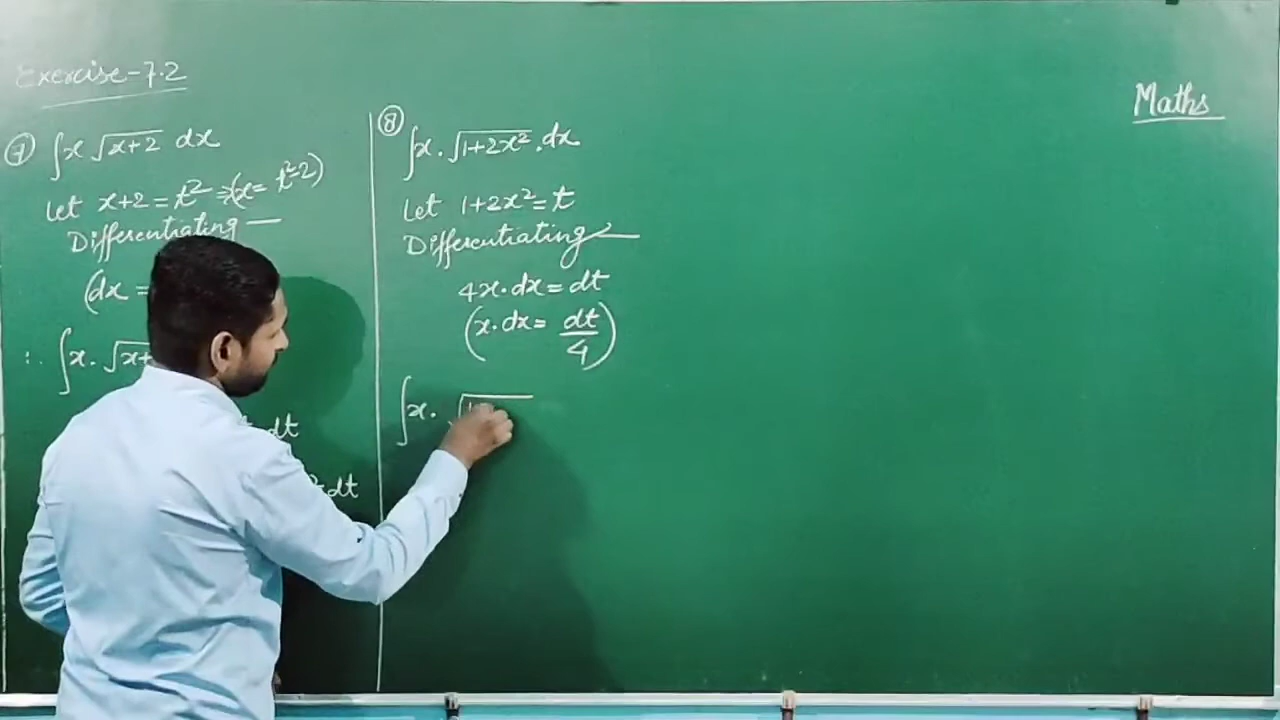 Exercise-7.2
Maths
⑦ ∫x √x+2 dx
Let x+2 = t² ⇒ (x = t²-2)
Differentiating —
(dx =
∴ ∫x. √x+
dt
dt
⑧ ∫x. √1+2x² . dx
Let 1+2x² = t
Differentiating —
4x.dx = dt
(x.dx = dt/4)
∫x. √1